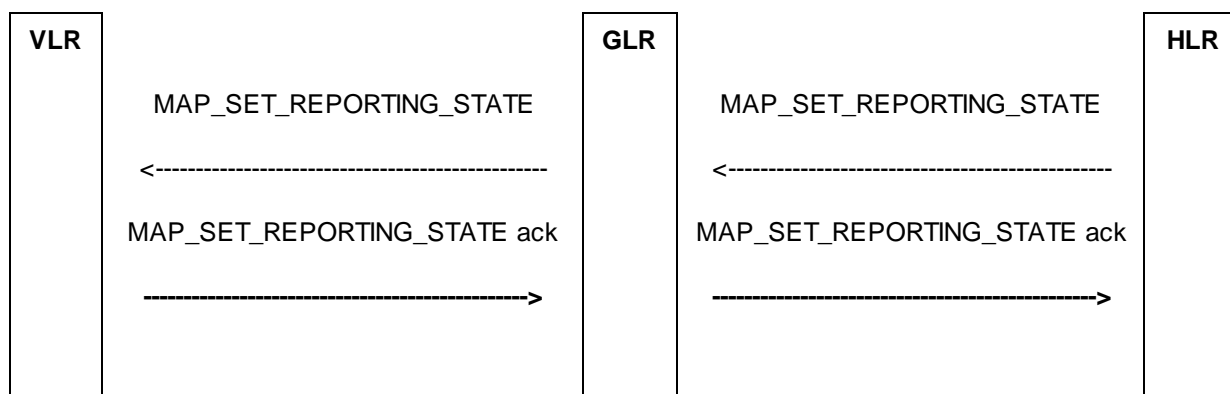 VLR GLR HLR
MAP_SET_REPORTING_STATE MAP_SET_REPORTING_STATE
<------------------------------------------------- <------------------------------------------------
MAP_SET_REPORTING_STATE ack MAP_SET_REPORTING_STATE ack
------------------------------------------------> ------------------------------------------------>